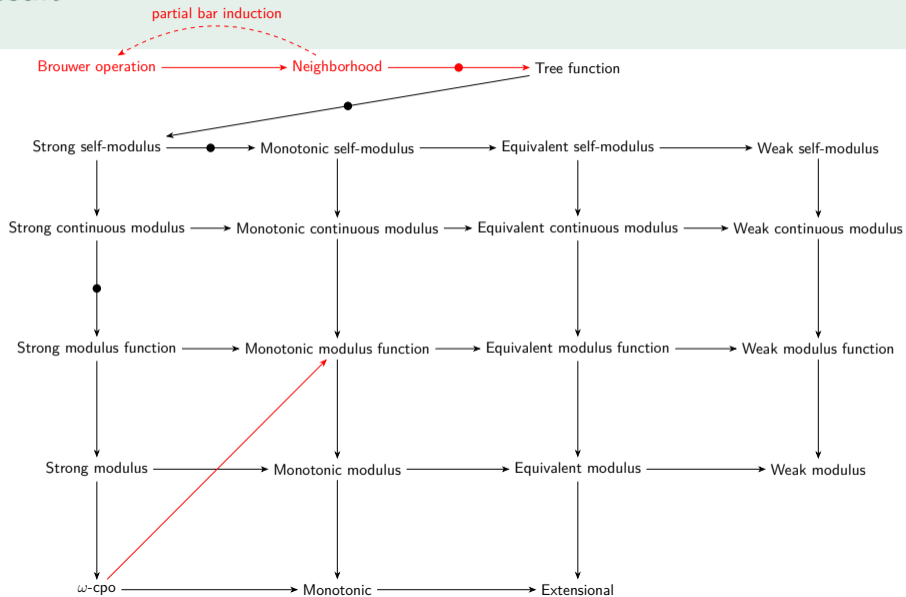 partial bar induction
Brouwer operation Neighborhood Tree function
Strong self-modulus Monotonic self-modulus Equivalent self-modulus Weak self-modulus
Strong continuous modulus Monotonic continuous modulus Equivalent continuous modulus Weak continuous modulus
Strong modulus function Monotonic modulus function Equivalent modulus function Weak modulus function
Strong modulus Monotonic modulus Equivalent modulus Weak modulus
ω-cpo Monotonic Extensional